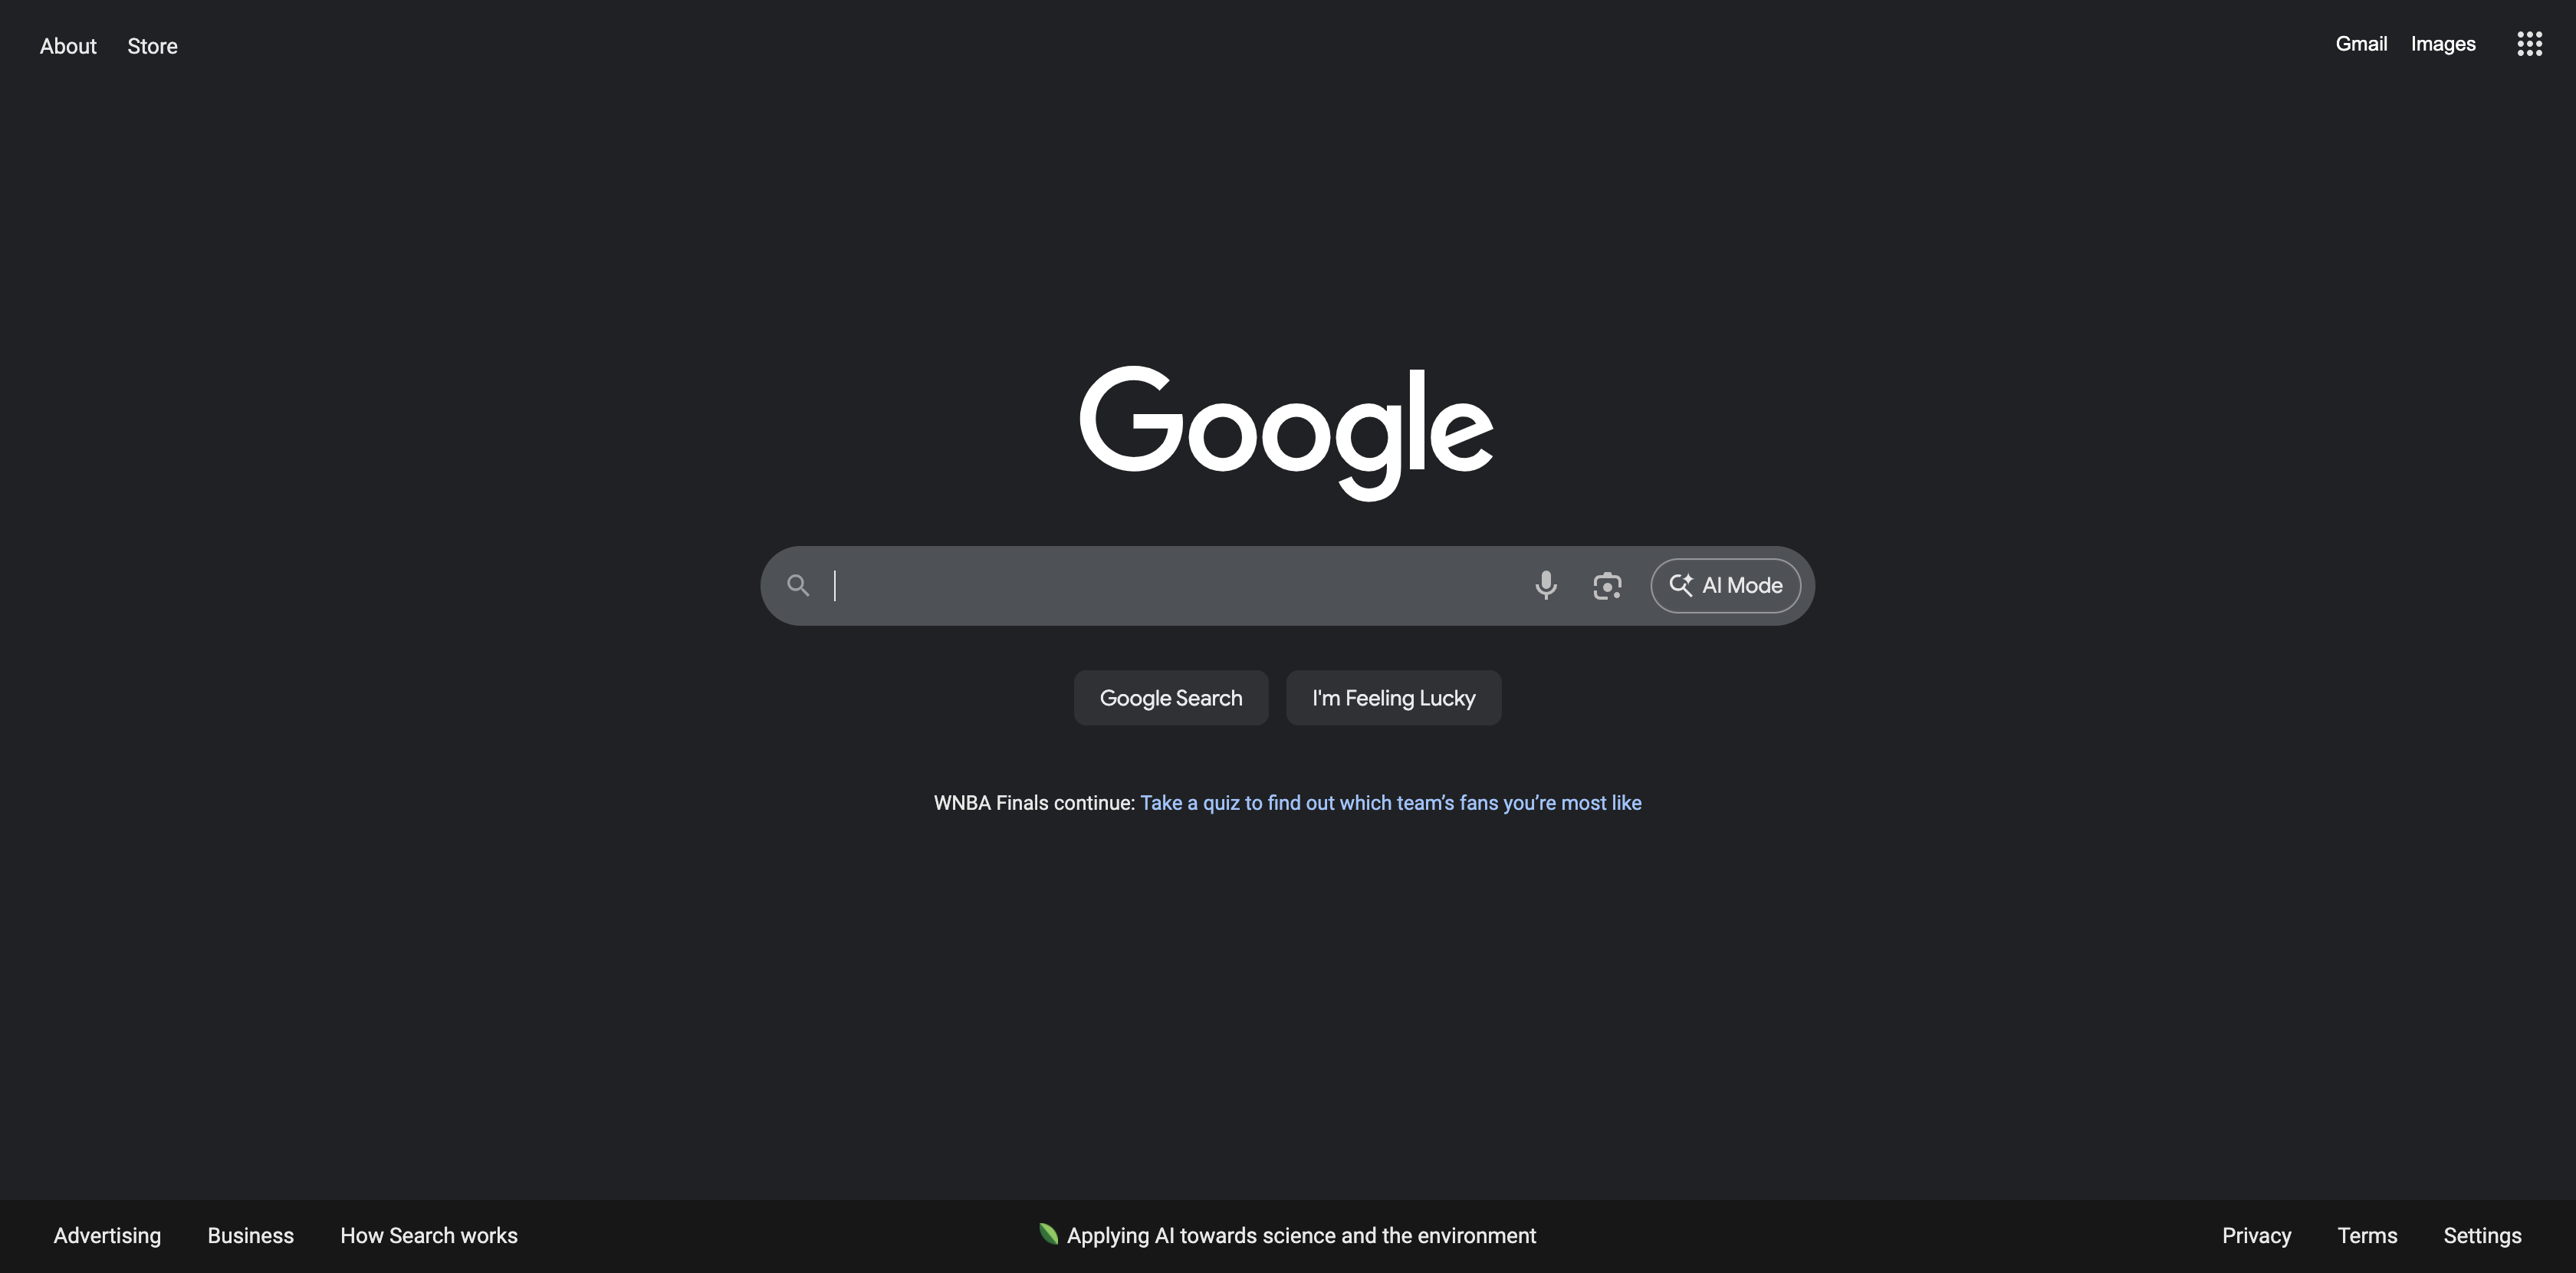 About Store Gmail Images
Google
AI Mode
Google Search I'm Feeling Lucky
WNBA Finals continue: Take a quiz to find out which team’s fans you’re most like
Advertising Business How Search works Applying AI towards science and the environment Privacy Terms Settings